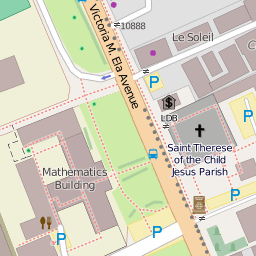 Victoria M. Ela Avenue
10888
Le Soleil
P
$
LDB
Saint Therese
of the Child
Jesus Parish
Mathematics
Building
P
P
P